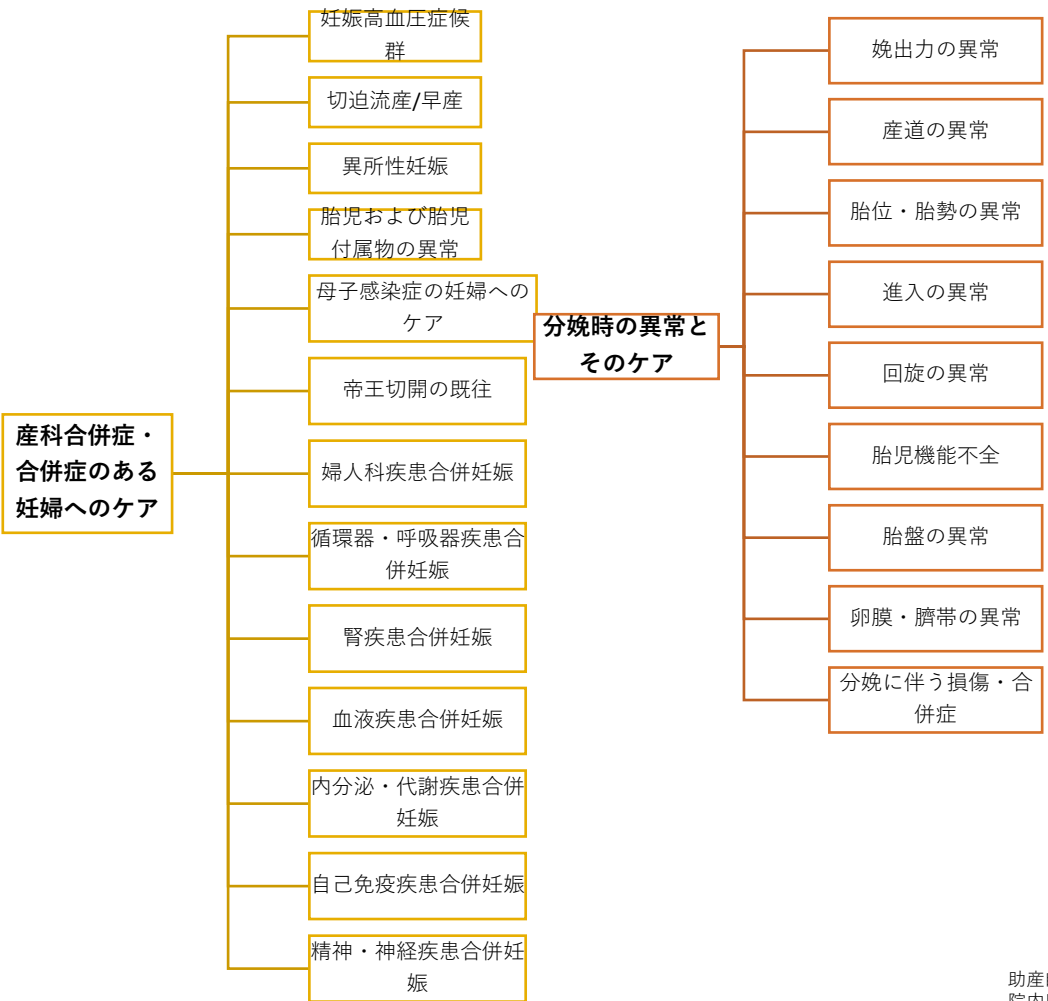 産科合併症・
合併症のある
妊婦へのケア
妊娠高血圧症候
群
切迫流産/早産
異所性妊娠
胎児および胎児
付属物の異常
母子感染症の妊婦への
ケア
帝王切開の既往
婦人科疾患合併妊娠
循環器・呼吸器疾患合
併妊娠
腎疾患合併妊娠
血液疾患合併妊娠
内分泌・代謝疾患合併
妊娠
自己免疫疾患合併妊娠
精神・神経疾患合併妊
娠
分娩時の異常と
そのケア
娩出力の異常
産道の異常
胎位・胎勢の異常
進入の異常
回旋の異常
胎児機能不全
胎盤の異常
卵膜・臍帯の異常
分娩に伴う損傷・合
併症
助産
院内